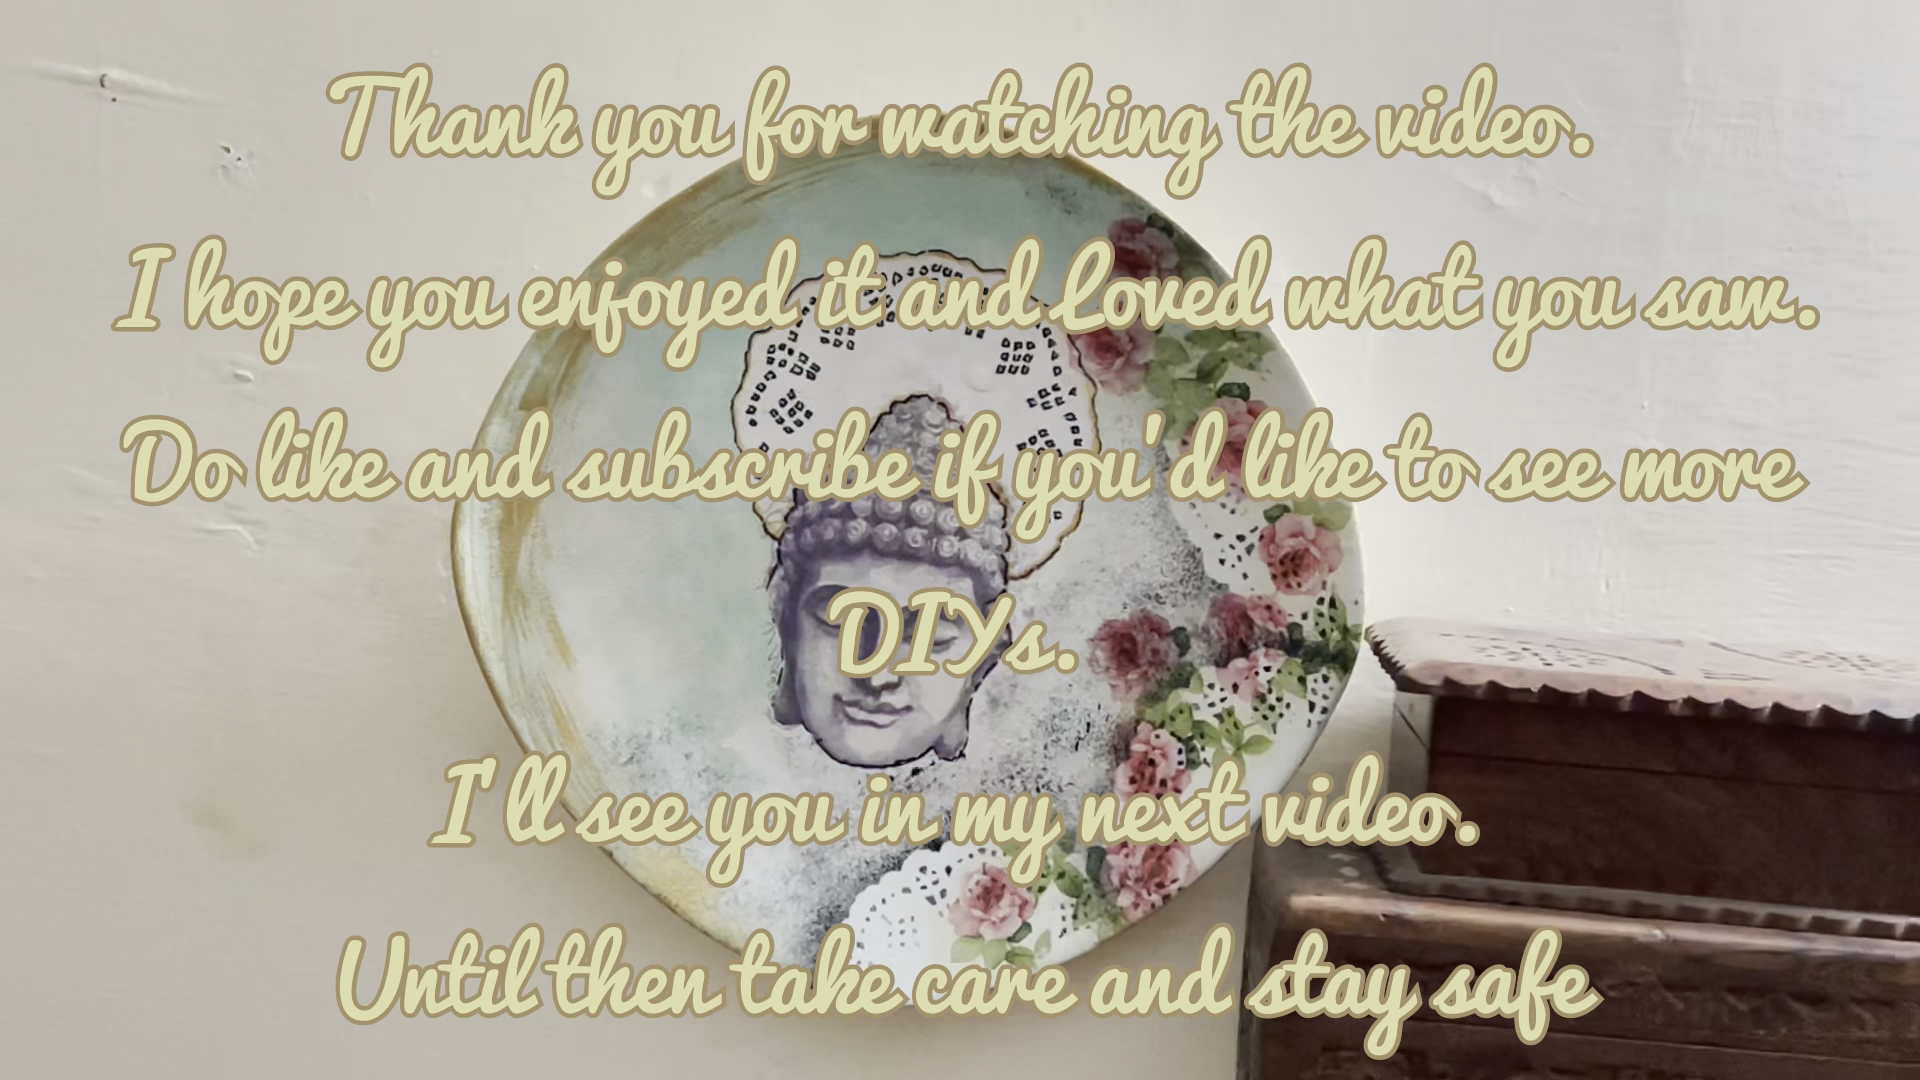 Thank you for watching the video.
I hope you enjoyed it and Loved what you saw.
Do like and subscribe if you'd like to see more
DIYs.
I'll see you in my next video.
Until then take care and stay safe